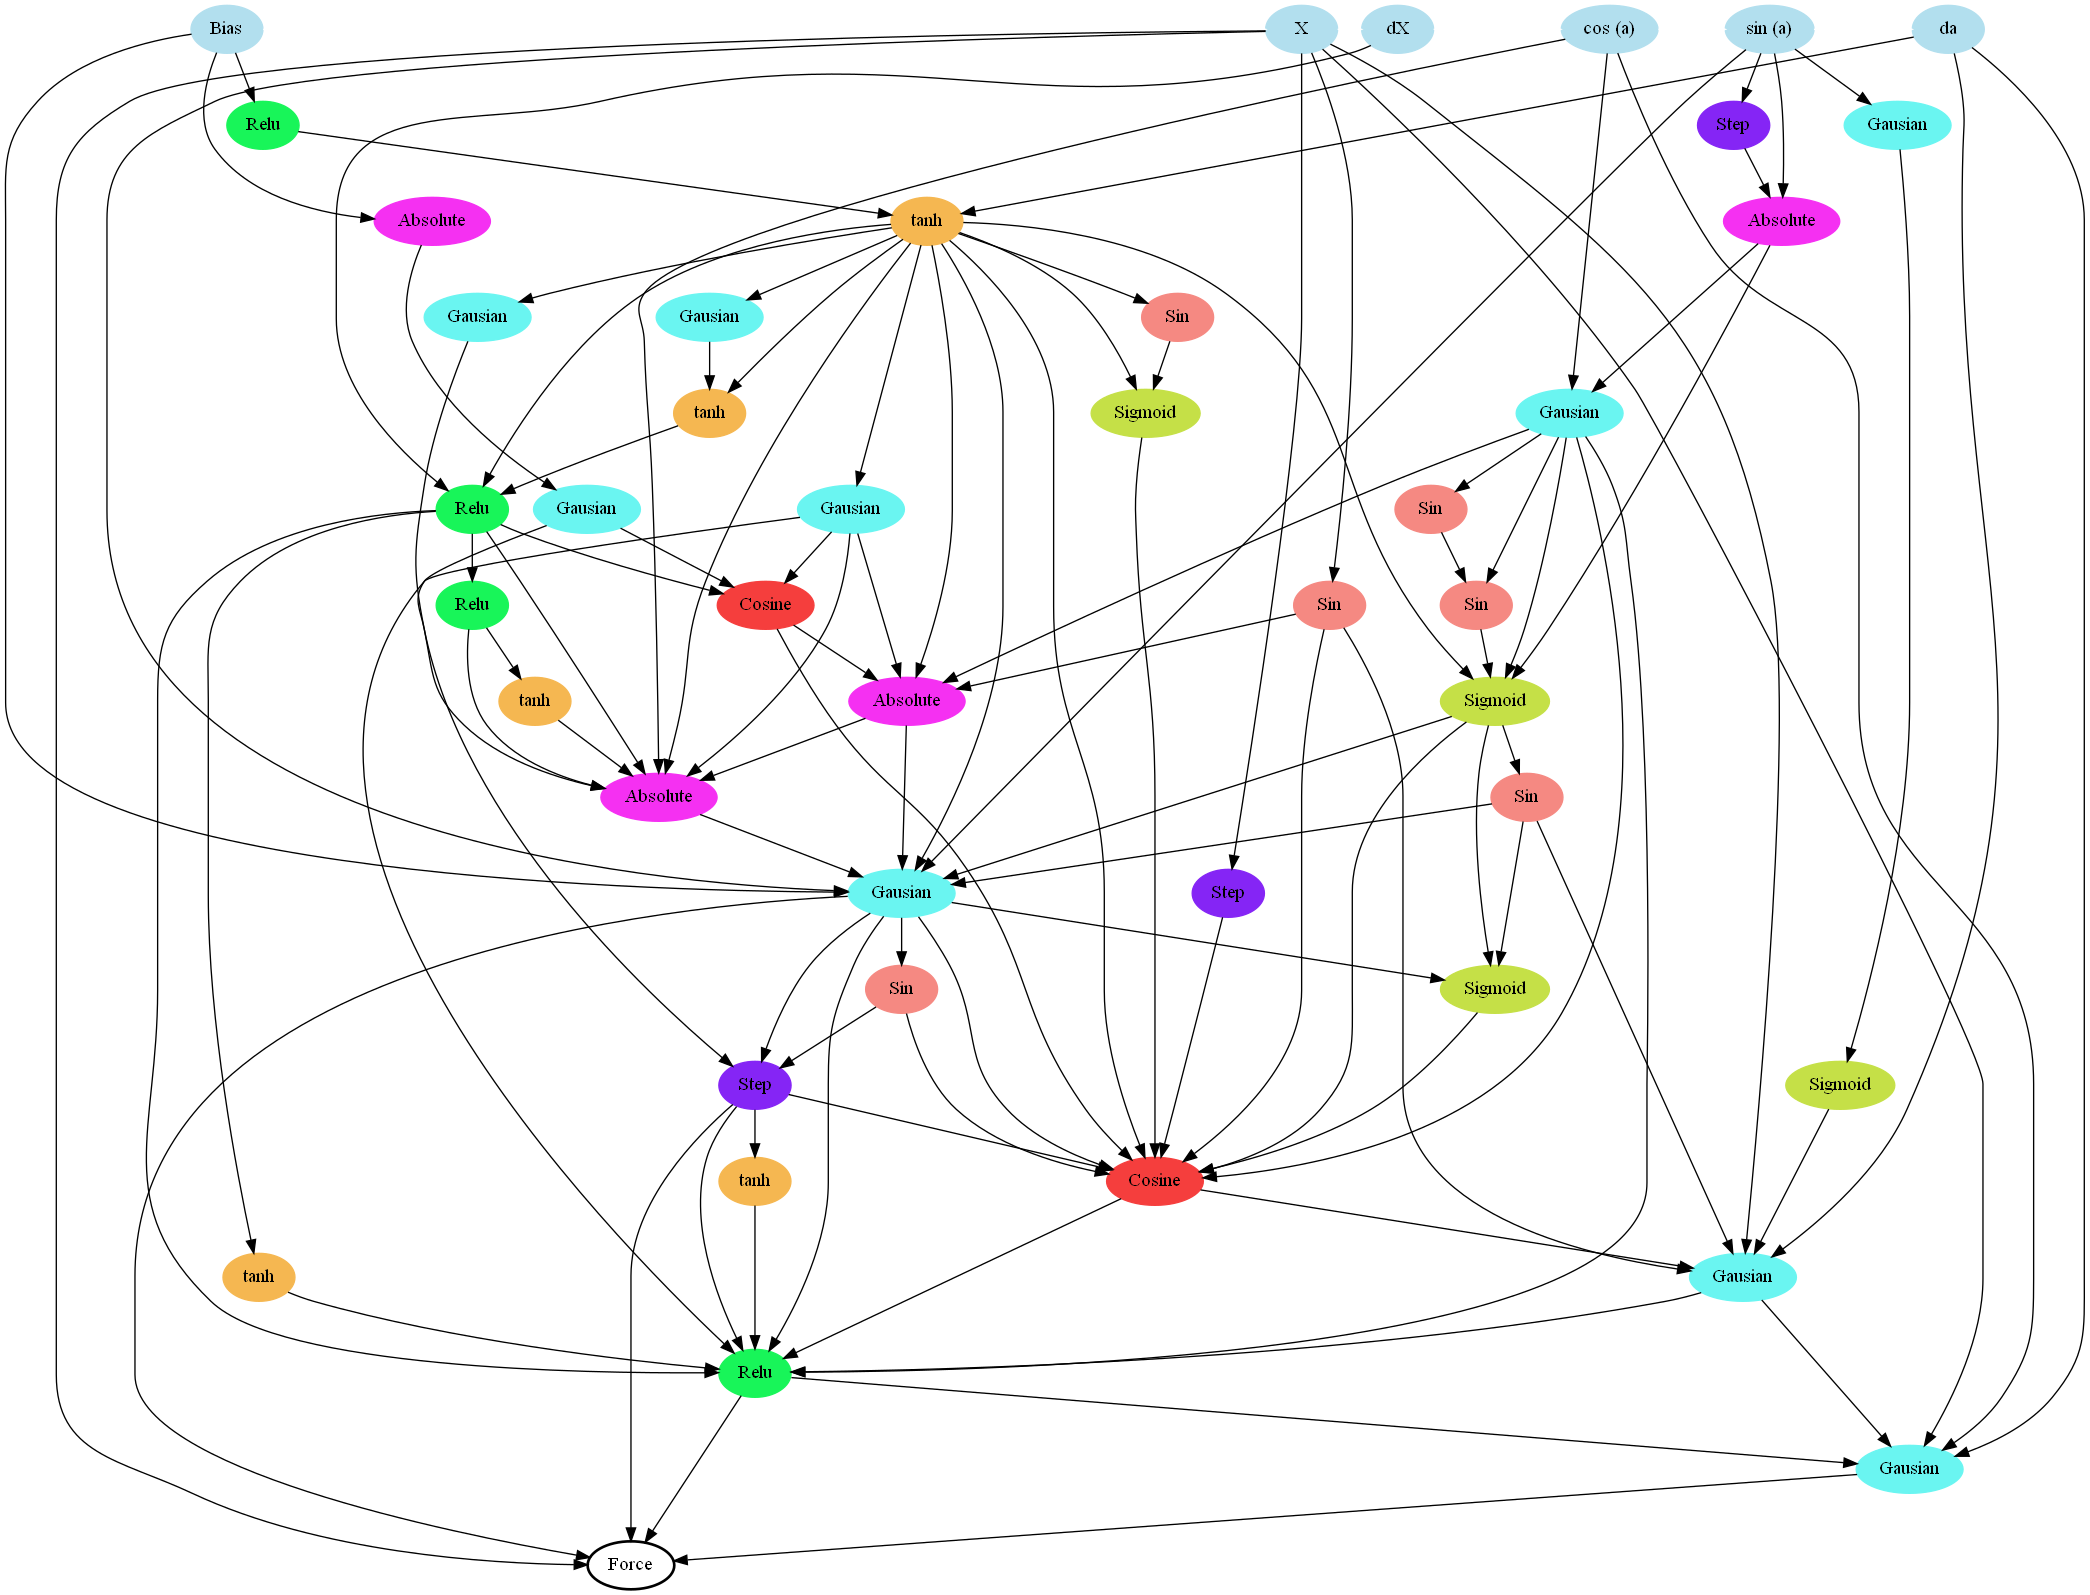 Bias
X
dX
cos (a)
sin (a)
da
Relu
Step
Gausian
Absolute
tanh
Absolute
Gausian
Gausian
Sin
tanh
Sigmoid
Gausian
Relu
Gausian
Gausian
Sin
Relu
Cosine
Sin
Sin
tanh
Absolute
Sigmoid
Absolute
Sin
Gausian
Step
Sin
Sigmoid
Step
Sigmoid
tanh
Cosine
tanh
Gausian
Relu
Gausian
Force